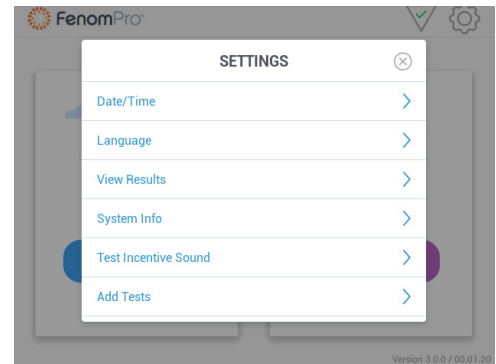 FenomPro™
SETTINGS
Date/Time
Language
View Results
System Info
Test Incentive Sound
Add Tests
Version 3.0.0 / 00.01.20